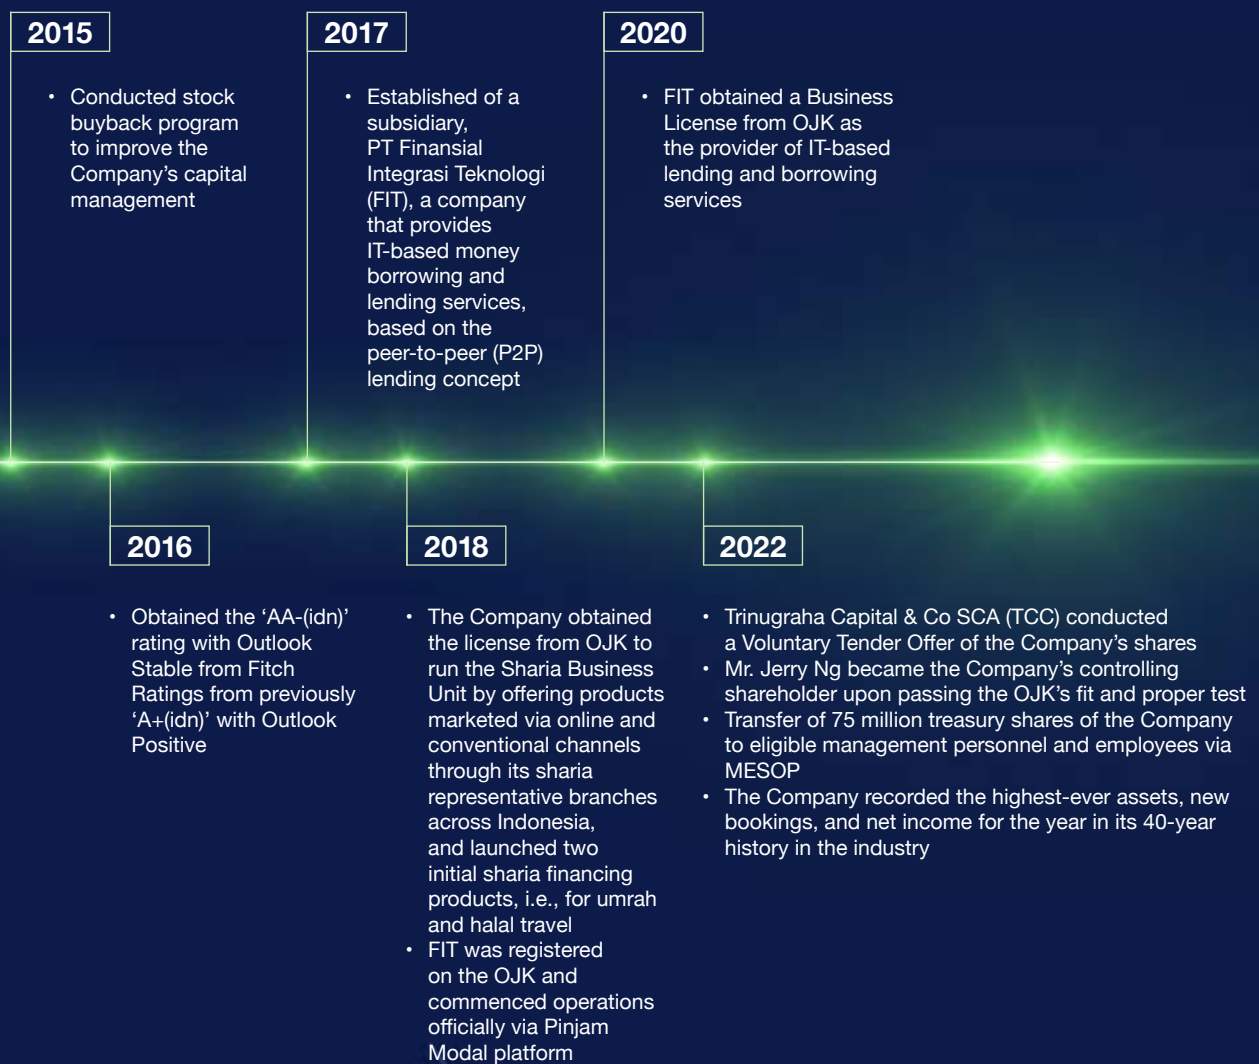 2015
• Conducted stock
buyback program
to improve the
Company’s capital
management
2016
• Obtained the ‘AA-(idn)’
rating with Outlook
Stable from Fitch
Ratings from previously
‘A+(idn)’ with Outlook
Positive
2017
• Established of a
subsidiary,
PT Finansial
Integrasi Teknologi
(FIT), a company
that provides
IT-based money
borrowing and
lending services,
based on the
peer-to-peer (P2P)
lending concept
2018
• The Company obtained
the license from OJK to
run the Sharia Business
Unit by offering products
marketed via online and
conventional channels
through its sharia
representative branches
across Indonesia,
and launched two
initial sharia financing
products, i.e., for umrah
and halal travel
• FIT was registered
on the OJK and
commenced operations
officially via Pinjam
Modal platform
2020
• FIT obtained a Business
License from OJK as
the provider of IT-based
lending and borrowing
services
2022
• Trinugraha Capital & Co SCA (TCC) conducted
a Voluntary Tender Offer of the Company’s shares
• Mr. Jerry Ng became the Company’s controlling
shareholder upon passing the OJK’s fit and proper test
• Transfer of 75 million treasury shares of the Company
to eligible management personnel and employees via
MESOP
• The Company recorded the highest-ever assets, new
bookings, and net income for the year in its 40-year
history in the industry